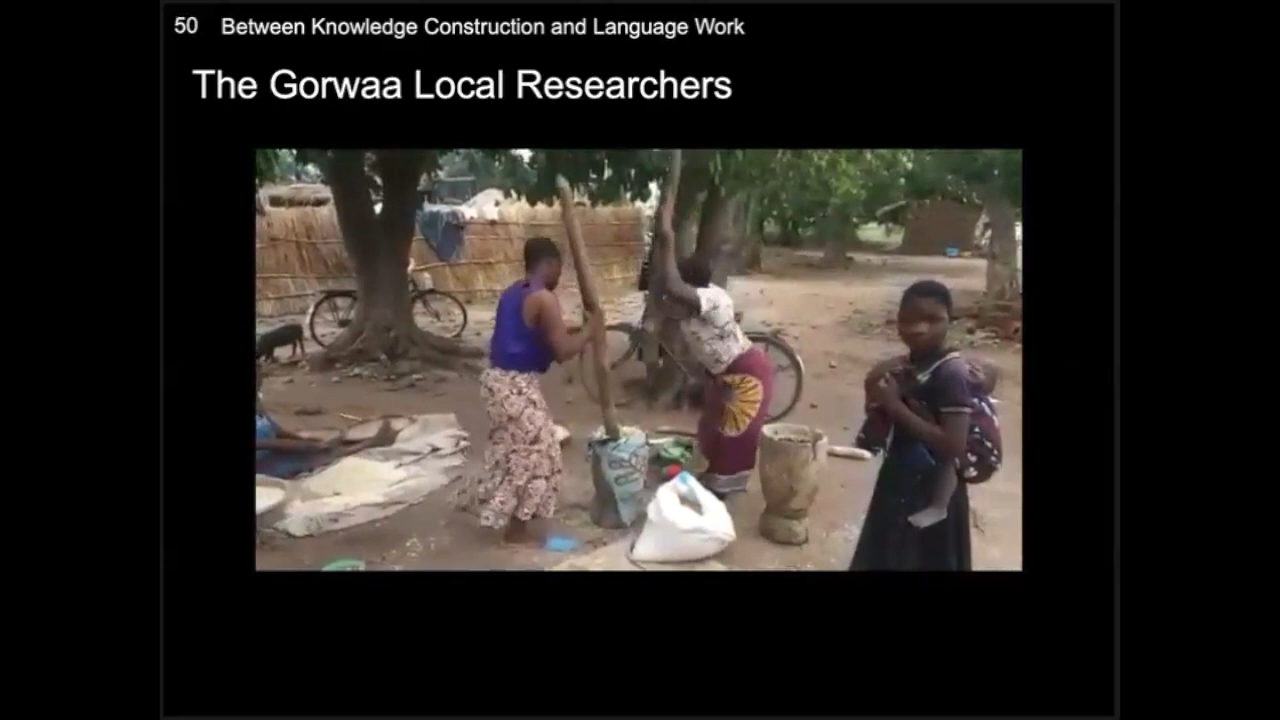 50 Between Knowledge Construction and Language Work
The Gorwaa Local Researchers